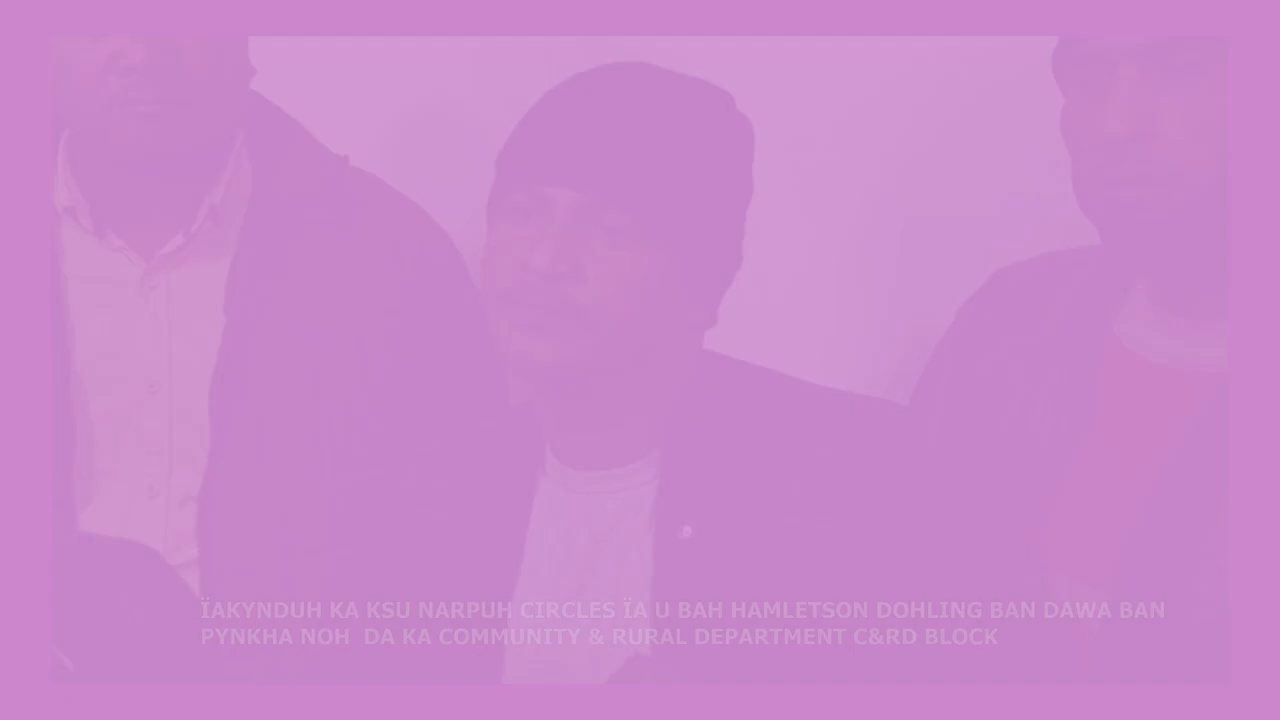 ÏAKYNDUH KA KSU NARPUH CIRCLES ÏA U BAH HAMLETSON DOHLING BAN DAWA BAN
PYNKHA NOH  DA KA COMMUNITY & RURAL DEPARTMENT C&RD BLOCK